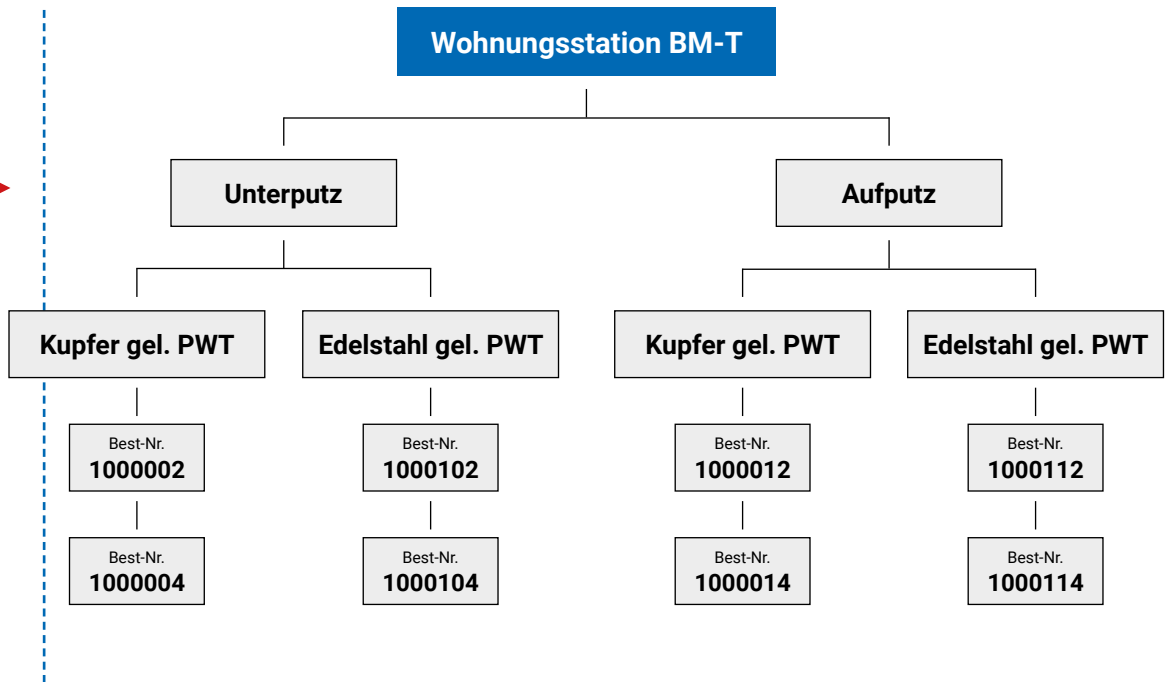 Wohnungsstation BM-T
Unterputz
Aufputz
Kupfer gel. PWT
Edelstahl gel. PWT
Kupfer gel. PWT
Edelstahl gel. PWT
Best-Nr.
1000002
Best-Nr.
1000102
Best-Nr.
1000012
Best-Nr.
1000112
Best-Nr.
1000004
Best-Nr.
1000104
Best-Nr.
1000014
Best-Nr.
1000114